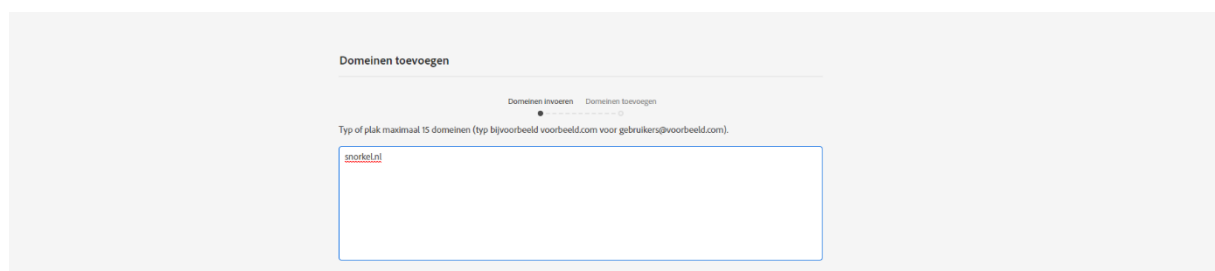 Domeinen toevoegen
Domeinen invoeren Domeinen toevoegen
Typ of plak maximaal 15 domeinen (typ bijvoorbeeld voorbeeld.com voor gebruikers@voorbeeld.com).
snorkel.nl